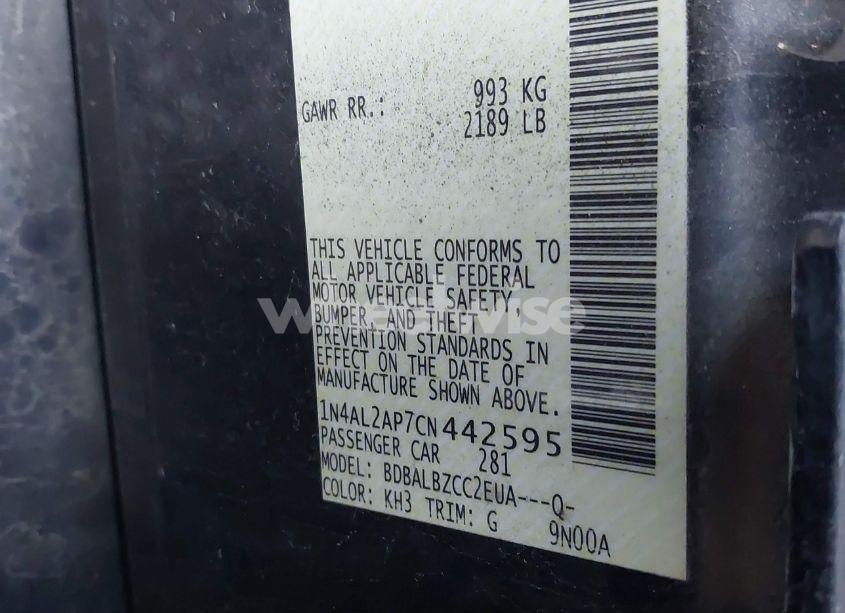 GAWR RR.: 993 KG
2189 LB
THIS VEHICLE CONFORMS TO
ALL APPLICABLE FEDERAL
MOTOR VEHICLE SAFETY,
BUMPER, AND THEFT
PREVENTION STANDARDS IN
EFFECT ON THE DATE OF
MANUFACTURE SHOWN ABOVE.
1N4AL2AP7CN442595
PASSENGER CAR 281
MODEL: BDBALBZCC2EUA---Q-
COLOR: KH3 TRIM: G 9N00A